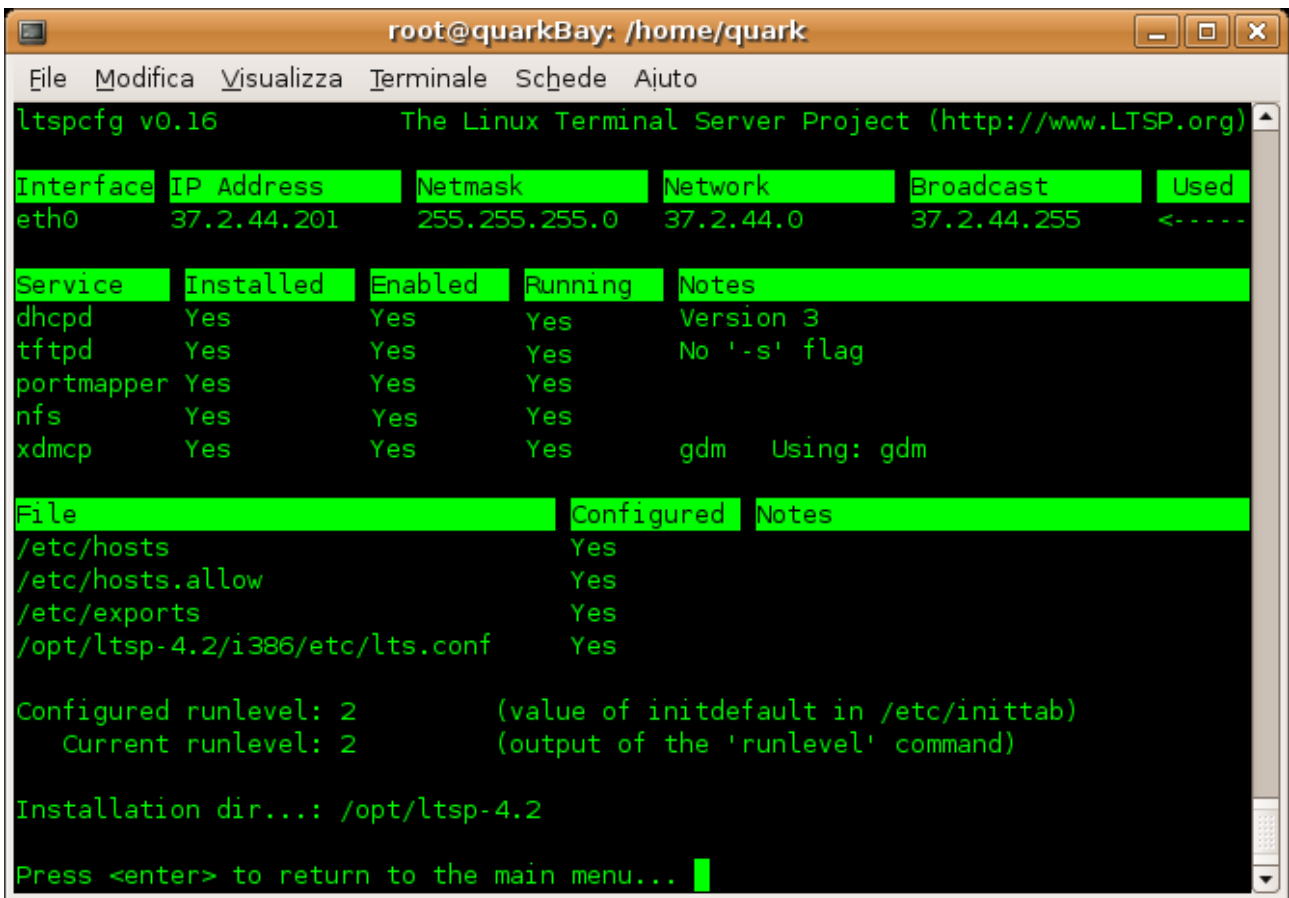 root@quarkBay: /home/quark
File Modifica Visualizza Terminale Schede Aiuto
ltspcfg v0.16 The Linux Terminal Server Project (http://www.LTSP.org)
Interface IP Address Netmask Network Broadcast Used
eth0 37.2.44.201 255.255.255.0 37.2.44.0 37.2.44.255 <-----
Service Installed Enabled Running Notes
dhcpd Yes Yes Yes Version 3
tftpd Yes Yes Yes No '-s' flag
portmapper Yes Yes Yes
nfs Yes Yes Yes
xdmcp Yes Yes Yes gdm Using: gdm
File Configured Notes
/etc/hosts Yes
/etc/hosts.allow Yes
/etc/exports Yes
/opt/ltsp-4.2/i386/etc/lts.conf Yes
Configured runlevel: 2 (value of initdefault in /etc/inittab)
Current runlevel: 2 (output of the 'runlevel' command)
Installation dir...: /opt/ltsp-4.2
Press <enter> to return to the main menu...